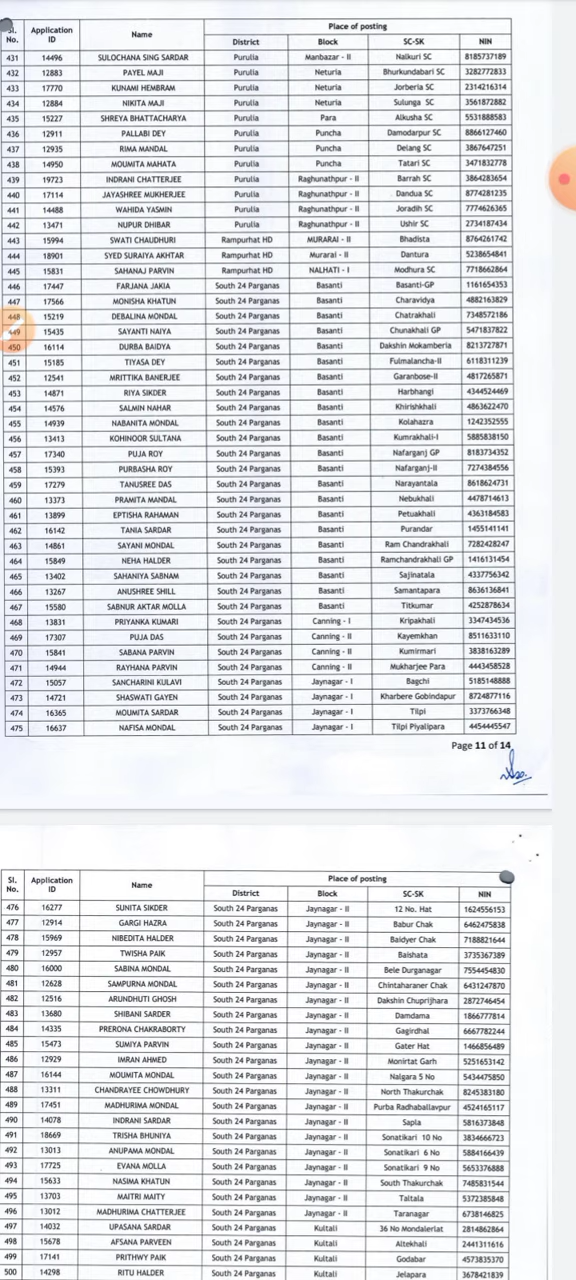 Sl. No. Application ID Name Place of posting
District Block SC-SK NIN
431 14496 SULOCHANA SING SARDAR Purulia Manbazar - II Naikuri SC 8185737189
432 12883 PAYEL MAJI Purulia Neturia Bhurkundabari SC 3282772833
433 17770 KUNAMI HEMBRAM Purulia Neturia Jorberia SC 2314216314
434 12884 NIKITA MAJI Purulia Neturia Sulunga SC 3561872882
435 15227 SHREYA BHATTACHARYA Purulia Para Alkusha SC 5531888583
436 12911 PALLABI DEY Purulia Puncha Damodarpur SC 8866127460
437 12935 RIMA MANDAL Purulia Puncha Delang SC 3867647251
438 14950 MOUMITA MAHATA Purulia Puncha Tatari SC 3471832778
439 19723 INDRANI CHATTERJEE Purulia Raghunathpur - II Barrah SC 3864283654
440 17114 JAYASHREE MUKHERJEE Purulia Raghunathpur - II Dandua SC 8774281235
441 14488 WAHIDA YASMIN Purulia Raghunathpur - II Joradih SC 7774626365
442 13471 NUPUR DHIBAR Purulia Raghunathpur - II Ushir SC 2734187434
443 15994 SWATI CHAUDHURI Rampurhat HD MURARAI - II Bhadista 8764261742
444 18901 SYED SURAIYA AKHTAR Rampurhat HD Murarai - II Dantura 5238654841
445 15831 SAHANAJ PARVIN Rampurhat HD NALHATI - I Modhura SC 7718662864
446 17447 FARJANA JAKIA South 24 Parganas Basanti Basanti-GP 1161654353
447 17566 MONISHA KHATUN South 24 Parganas Basanti Charavidya 4882163829
448 15219 DEBALINA MONDAL South 24 Parganas Basanti Chatrakhali 7348572186
449 15435 SAYANTI NAIYA South 24 Parganas Basanti Chunakhali GP 5471837822
450 16114 DURBA BAIDYA South 24 Parganas Basanti Dakshin Mokamberia 8213727871
451 15185 TIYASA DEY South 24 Parganas Basanti Fulmalancha-II 6118311239
452 12541 MRITTIKA BANERJEE South 24 Parganas Basanti Garanbose-II 4817265871
453 14871 RIYA SIKDER South 24 Parganas Basanti Harbhangi 4344524469
454 14576 SALMIN NAHAR South 24 Parganas Basanti Khirishkhali 4863622470
455 14939 NABANITA MONDAL South 24 Parganas Basanti Kolahazra 1242352555
456 13413 KOHINOOR SULTANA South 24 Parganas Basanti Kumrakhali-I 5885838150
457 17340 PUJA ROY South 24 Parganas Basanti Nafarganj GP 8183734352
458 15393 PURBASHA ROY South 24 Parganas Basanti Nafarganj-II 7274384556
459 17279 TANUSREE DAS South 24 Parganas Basanti Narayantala 8618624731
460 13373 PRAMITA MANDAL South 24 Parganas Basanti Nebukhali 4478714613
461 13899 EPTISHA RAHAMAN South 24 Parganas Basanti Petuakhali 4363184583
462 16142 TANIA SARDAR South 24 Parganas Basanti Purandar 1455141141
463 14861 SAYANI MONDAL South 24 Parganas Basanti Ram Chandrakhali 7282428247
464 15849 NEHA HALDER South 24 Parganas Basanti Ramchandrakhali GP 1416131454
465 13402 SAHANIYA SABNAM South 24 Parganas Basanti Sajinatala 4337756342
466 13267 ANUSHREE SHILL South 24 Parganas Basanti Samantapara 8636136841
467 15580 SABNUR AKTAR MOLLA South 24 Parganas Basanti Titkumar 4252878634
468 13831 PRIYANKA KUMARI South 24 Parganas Canning - I Kripakhali 3347434536
469 17307 PUJA DAS South 24 Parganas Canning - II Kayemkhan 8511633110
470 15841 SABANA PARVIN South 24 Parganas Canning - II Kumirmari 3838163289
471 14944 RAYHANA PARVIN South 24 Parganas Canning - II Mukharjee Para 4443458528
472 15057 SANCHARINI KULAVI South 24 Parganas Jaynagar - I Bagchi 5185148888
473 14721 SHASWATI GAYEN South 24 Parganas Jaynagar - I Kharbere Gobindapur 8724877116
474 16365 MOUMITA SARDAR South 24 Parganas Jaynagar - I Tilpi 3373766348
475 16637 NAFISA MONDAL South 24 Parganas Jaynagar - I Tilpi Piyalipara 4454445547
Page 11 of 14
Sl. No. Application ID Name Place of posting
District Block SC-SK NIN
476 16277 SUNITA SIKDER South 24 Parganas Jaynagar - II 12 No. Hat 1624556153
477 12914 GARGI HAZRA South 24 Parganas Jaynagar - II Babur Chak 6462475838
478 15969 NIBEDITA HALDER South 24 Parganas Jaynagar - II Baidyer Chak 7188821644
479 12957 TWISHA PAIK South 24 Parganas Jaynagar - II Baishata 3735367389
480 16000 SABINA MONDAL South 24 Parganas Jaynagar - II Bele Durganagar 7554454830
481 12628 SAMPURNA MONDAL South 24 Parganas Jaynagar - II Chintaharaner Chak 6431247870
482 12516 ARUNDHUTI GHOSH South 24 Parganas Jaynagar - II Dakshin Chuprijhara 2872746454
483 13680 SHIBANI SARDER South 24 Parganas Jaynagar - II Damdama 1866777814
484 14335 PRERONA CHAKRABORTY South 24 Parganas Jaynagar - II Gagirdhal 6667782244
485 15473 SUMIYA PARVIN South 24 Parganas Jaynagar - II Gater Hat 1466856489
486 12929 IMRAN AHMED South 24 Parganas Jaynagar - II Monirtat Garh 5251653142
487 16144 MOUMITA MONDAL South 24 Parganas Jaynagar - II Nalgara 5 No 5434475850
488 13311 CHANDRAYEE CHOWDHURY South 24 Parganas Jaynagar - II North Thakurchak 8245383180
489 17451 MADHURIMA MONDAL South 24 Parganas Jaynagar - II Purba Radhaballavpur 4524165117
490 14078 INDRANI SARDAR South 24 Parganas Jaynagar - II Sapla 5816373848
491 18669 TRISHA BHUNIYA South 24 Parganas Jaynagar - II Sonatikari 10 No 3834666723
492 13013 ANUPAMA MONDAL South 24 Parganas Jaynagar - II Sonatikari 6 No 5884166439
493 17725 EVANA MOLLA South 24 Parganas Jaynagar - II Sonatikari 9 No 5653376888
494 15633 NASIMA KHATUN South 24 Parganas Jaynagar - II South Thakurchak 7485831544
495 13703 MAITRI MAITY South 24 Parganas Jaynagar - II Taltala 5372385848
496 13012 MADHURIMA CHATTERJEE South 24 Parganas Jaynagar - II Taranagar 6738146825
497 14032 UPASANA SARDAR South 24 Parganas Kultali 36 No Mondalerlat 2814862864
498 15678 AFSANA PARVEEN South 24 Parganas Kultali Altekhali 2441311616
499 17141 PRITHWY PAIK South 24 Parganas Kultali Godabar 4573835370
500 14298 RITU HALDER South 24 Parganas Kultali Jelapara 3678421839